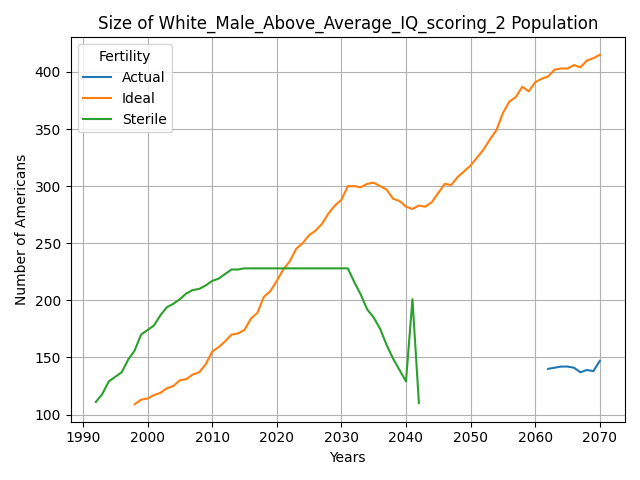 Size of White_Male_Above_Average_IQ_scoring_2 Population
Number of Americans
400
350
300
250
200
150
100
Fertility
Actual
Ideal
Sterile
1990 2000 2010 2020 2030 2040 2050 2060 2070
Years